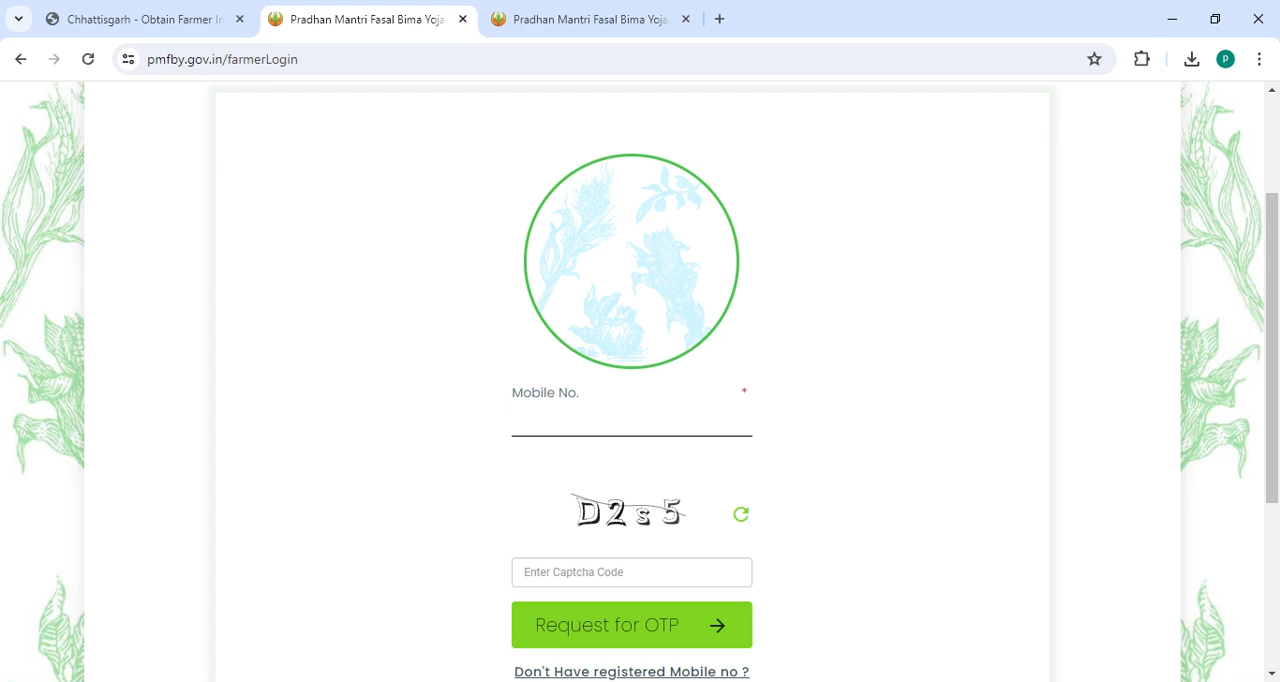 Chhattisgarh - Obtain Farmer In
Pradhan Mantri Fasal Bima Yoja
Pradhan Mantri Fasal Bima Yoja
pmfby.gov.in/farmerLogin
P
Mobile No. *
D2s5
Enter Captcha Code
Request for OTP
Don't Have registered Mobile no ?